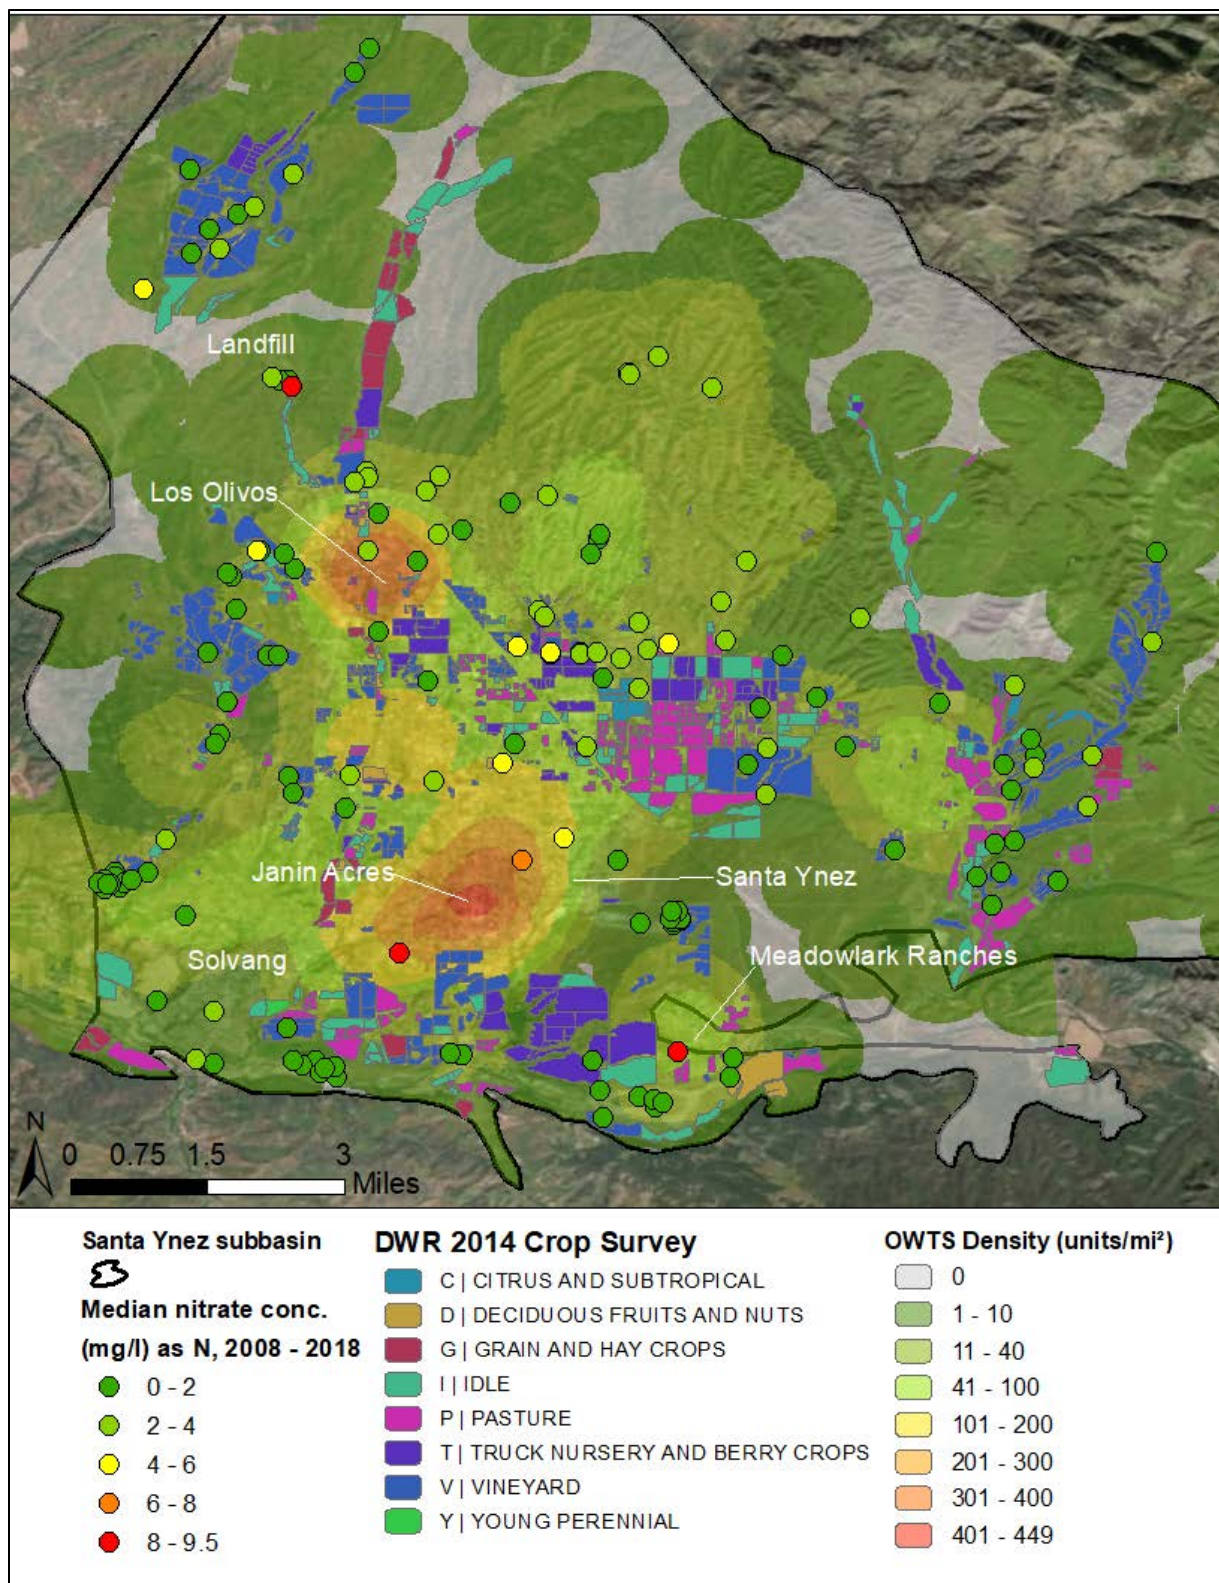 Landfill
Los Olivos
Janin Acres
Santa Ynez
Solvang
Meadowlark Ranches
N
0 0.75 1.5 3
Miles
Santa Ynez subbasin
Median nitrate conc.
(mg/l) as N, 2008 - 2018
0 - 2
2 - 4
4 - 6
6 - 8
8 - 9.5
DWR 2014 Crop Survey
C | CITRUS AND SUBTROPICAL
D | DECIDUOUS FRUITS AND NUTS
G | GRAIN AND HAY CROPS
I | IDLE
P | PASTURE
T | TRUCK NURSERY AND BERRY CROPS
V | VINEYARD
Y | YOUNG PERENNIAL
OWTS Density (units/mi²)
0
1 - 10
11 - 40
41 - 100
101 - 200
201 - 300
301 - 400
401 - 449